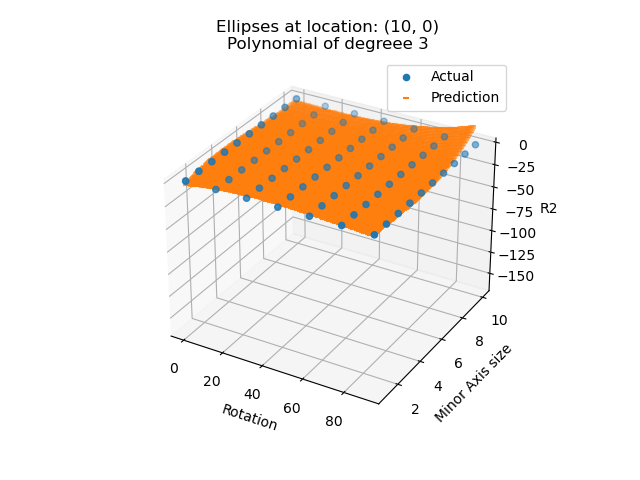 Ellipses at location: (10, 0)
Polynomial of degreee 3
Actual
Prediction
0
−25
−50
−75
−100
−125
−150
R2
10
8
6
4
2
Minor Axis size
0
20
40
60
80
Rotation